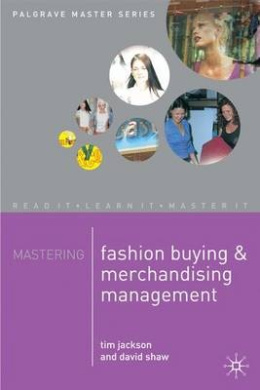 PALGRAVE MASTER SERIES
gap
READ IT • LEARN IT • MASTER IT
MASTERING
fashion buying &
merchandising
management
tim jackson
and david shaw